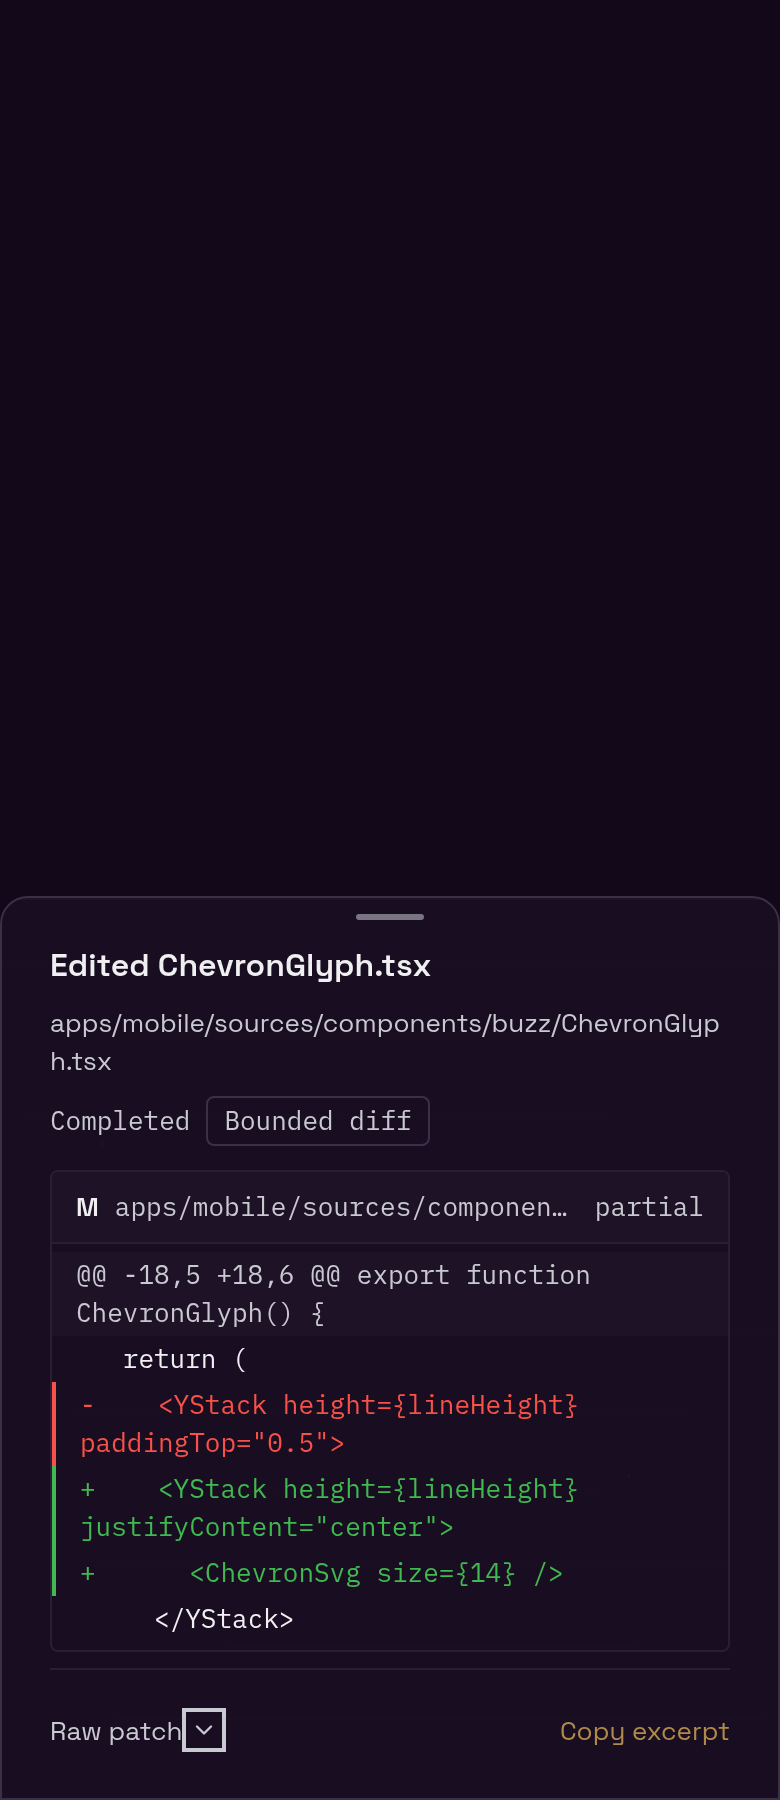 Edited ChevronGlyph.tsx
apps/mobile/sources/components/buzz/ChevronGlyp
h.tsx
Completed Bounded diff
M apps/mobile/sources/componen… partial
@@ -18,5 +18,6 @@ export function
ChevronGlyph() {
   return (
-    <YStack height={lineHeight}
paddingTop="0.5">
+    <YStack height={lineHeight}
justifyContent="center">
+      <ChevronSvg size={14} />
     </YStack>
Raw patch Copy excerpt